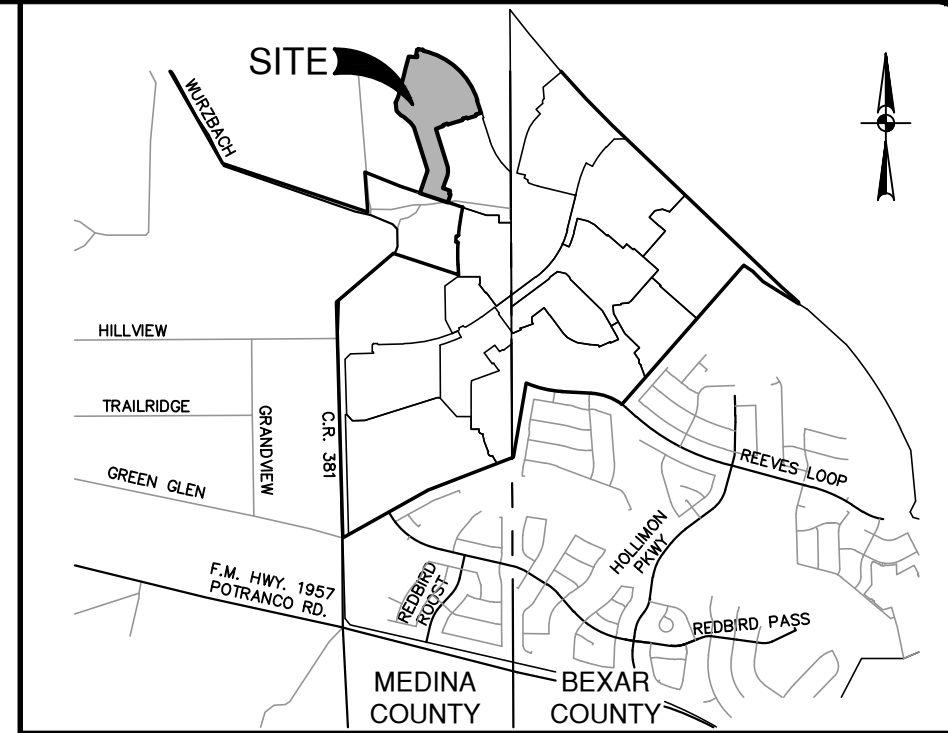 SITE
WURZBACH
HILLVIEW
TRAILRIDGE
GRANDVIEW
C.R. 381
GREEN GLEN
REEVES LOOP
HOLLIMON
PKWY
F.M. HWY. 1957
POTRANCO RD.
REDBIRD
ROOST
REDBIRD PASS
MEDINA
COUNTY
BEXAR
COUNTY